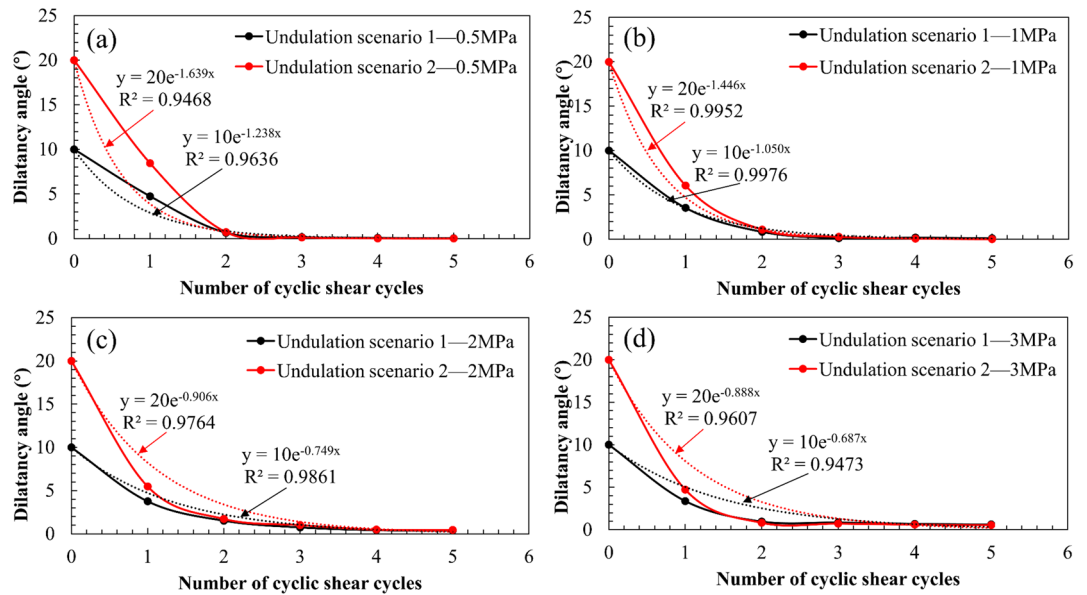 (a)
Undulation scenario 1—0.5MPa
Undulation scenario 2—0.5MPa
y = 20e^-1.639x
R² = 0.9468
y = 10e^-1.238x
R² = 0.9636
Dilatancy angle (°)
25
20
15
10
5
0
0 1 2 3 4 5 6
Number of cyclic shear cycles
(b)
Undulation scenario 1—1MPa
Undulation scenario 2—1MPa
y = 20e^-1.446x
R² = 0.9952
y = 10e^-1.050x
R² = 0.9976
Dilatancy angle (°)
25
20
15
10
5
0
0 1 2 3 4 5 6
Number of cyclic shear cycles
(c)
Undulation scenario 1—2MPa
Undulation scenario 2—2MPa
y = 20e^-0.906x
R² = 0.9764
y = 10e^-0.749x
R² = 0.9861
Dilatancy angle (°)
25
20
15
10
5
0
0 1 2 3 4 5 6
Number of cyclic shear cycles
(d)
Undulation scenario 1—3MPa
Undulation scenario 2—3MPa
y = 20e^-0.888x
R² = 0.9607
y = 10e^-0.687x
R² = 0.9473
Dilatancy angle (°)
25
20
15
10
5
0
0 1 2 3 4 5 6
Number of cyclic shear cycles